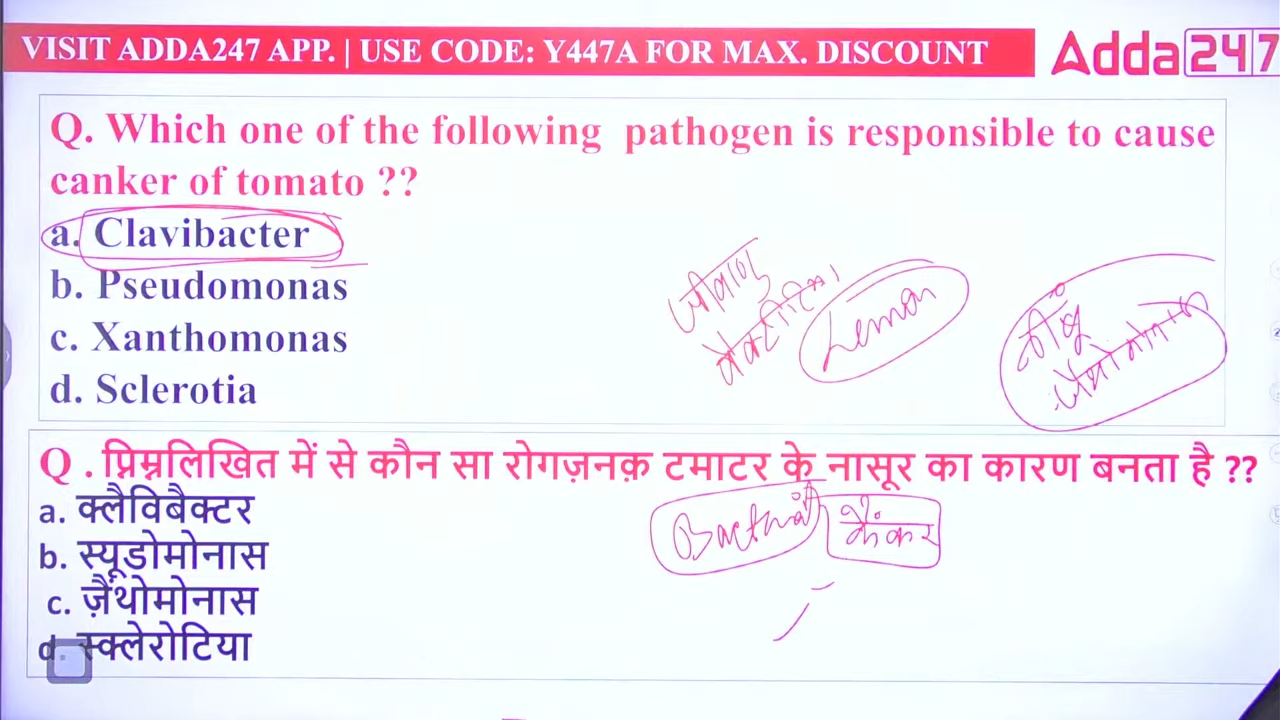 VISIT ADDA247 APP. | USE CODE: Y447A FOR MAX. DISCOUNT
Adda247
Q. Which one of the following pathogen is responsible to cause
canker of tomato ??
a. Clavibacter
b. Pseudomonas
c. Xanthomonas
d. Sclerotia
जीवाणु
Lemon
नींबू
Q . निम्नलिखित में से कौन सा रोगज़नक़ टमाटर के नासूर का कारण बनता है ??
a. क्लैविबैक्टर
b. स्यूडोमोनास
c. ज़ैंथोमोनास
d. स्क्लेरोटिया
कैंकर